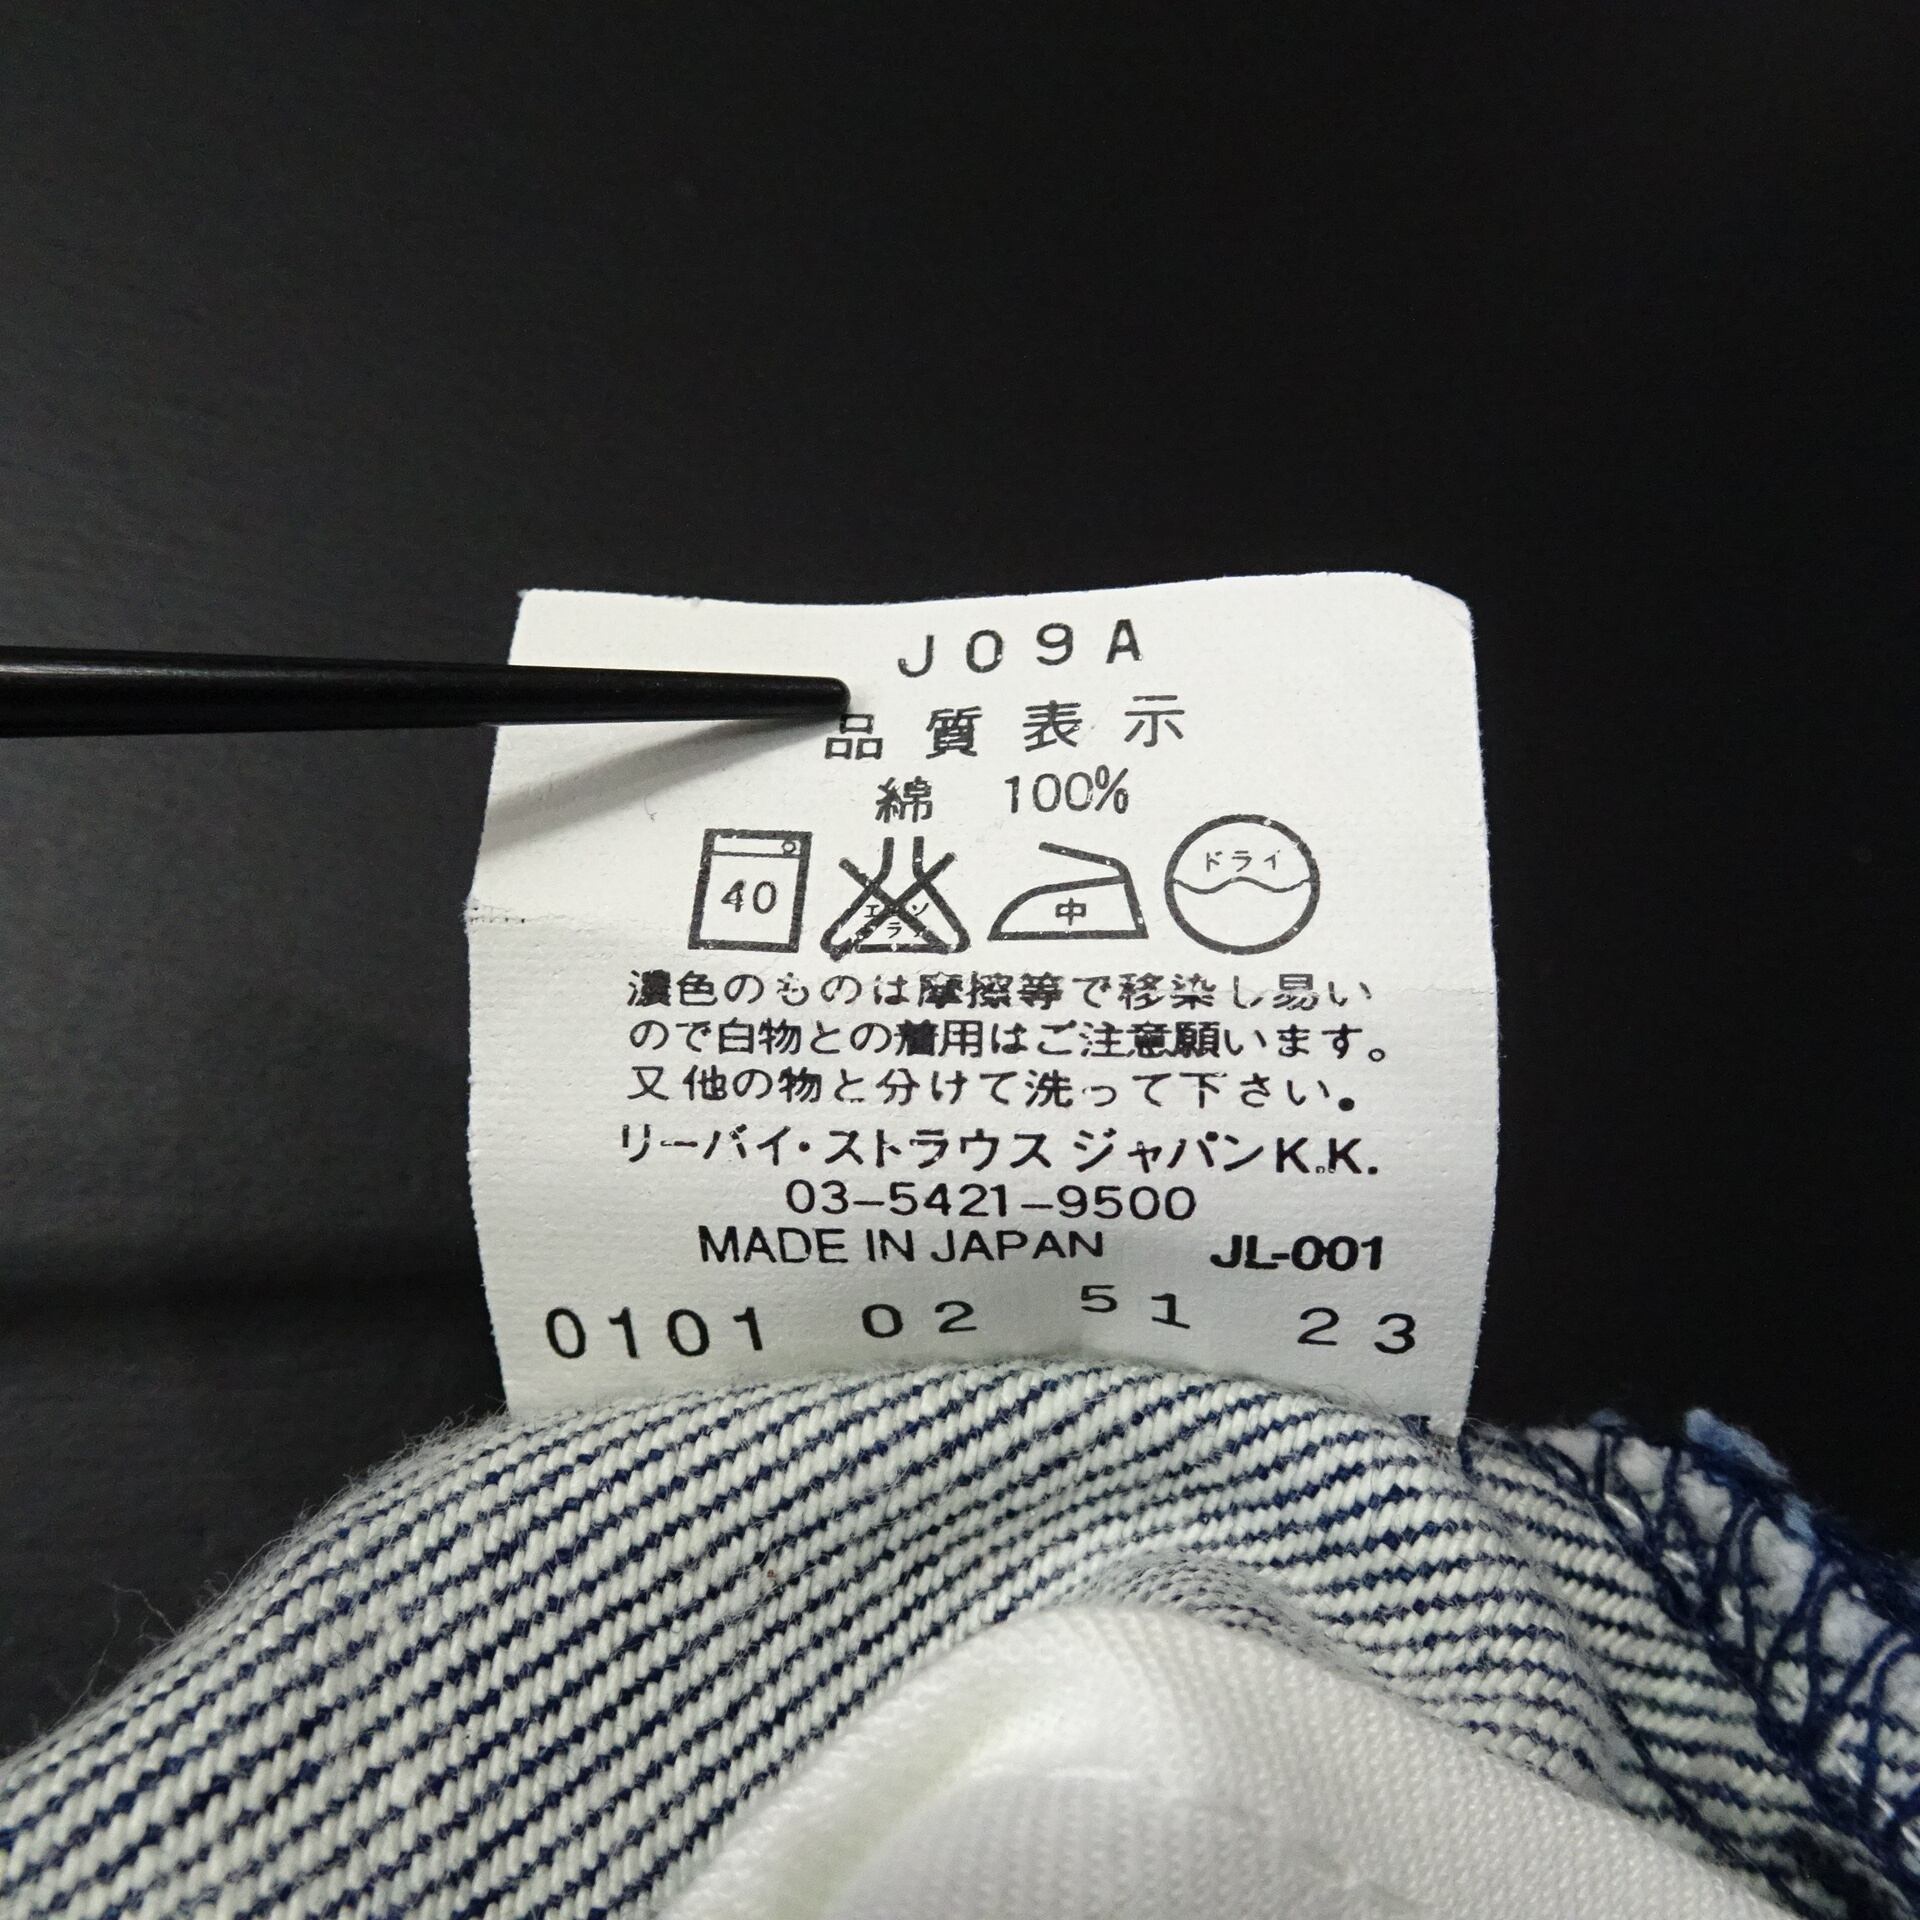 J09A
品質表示
綿 100%
40 エンソ サラシ 中 ドライ
濃色のものは摩擦等で移染し易い
ので白物との着用はご注意願います。
又他の物と分けて洗って下さい。
リーバイ・ストラウス ジャパンK.K.
03-5421-9500
MADE IN JAPAN JL-001
0101 02 51 23